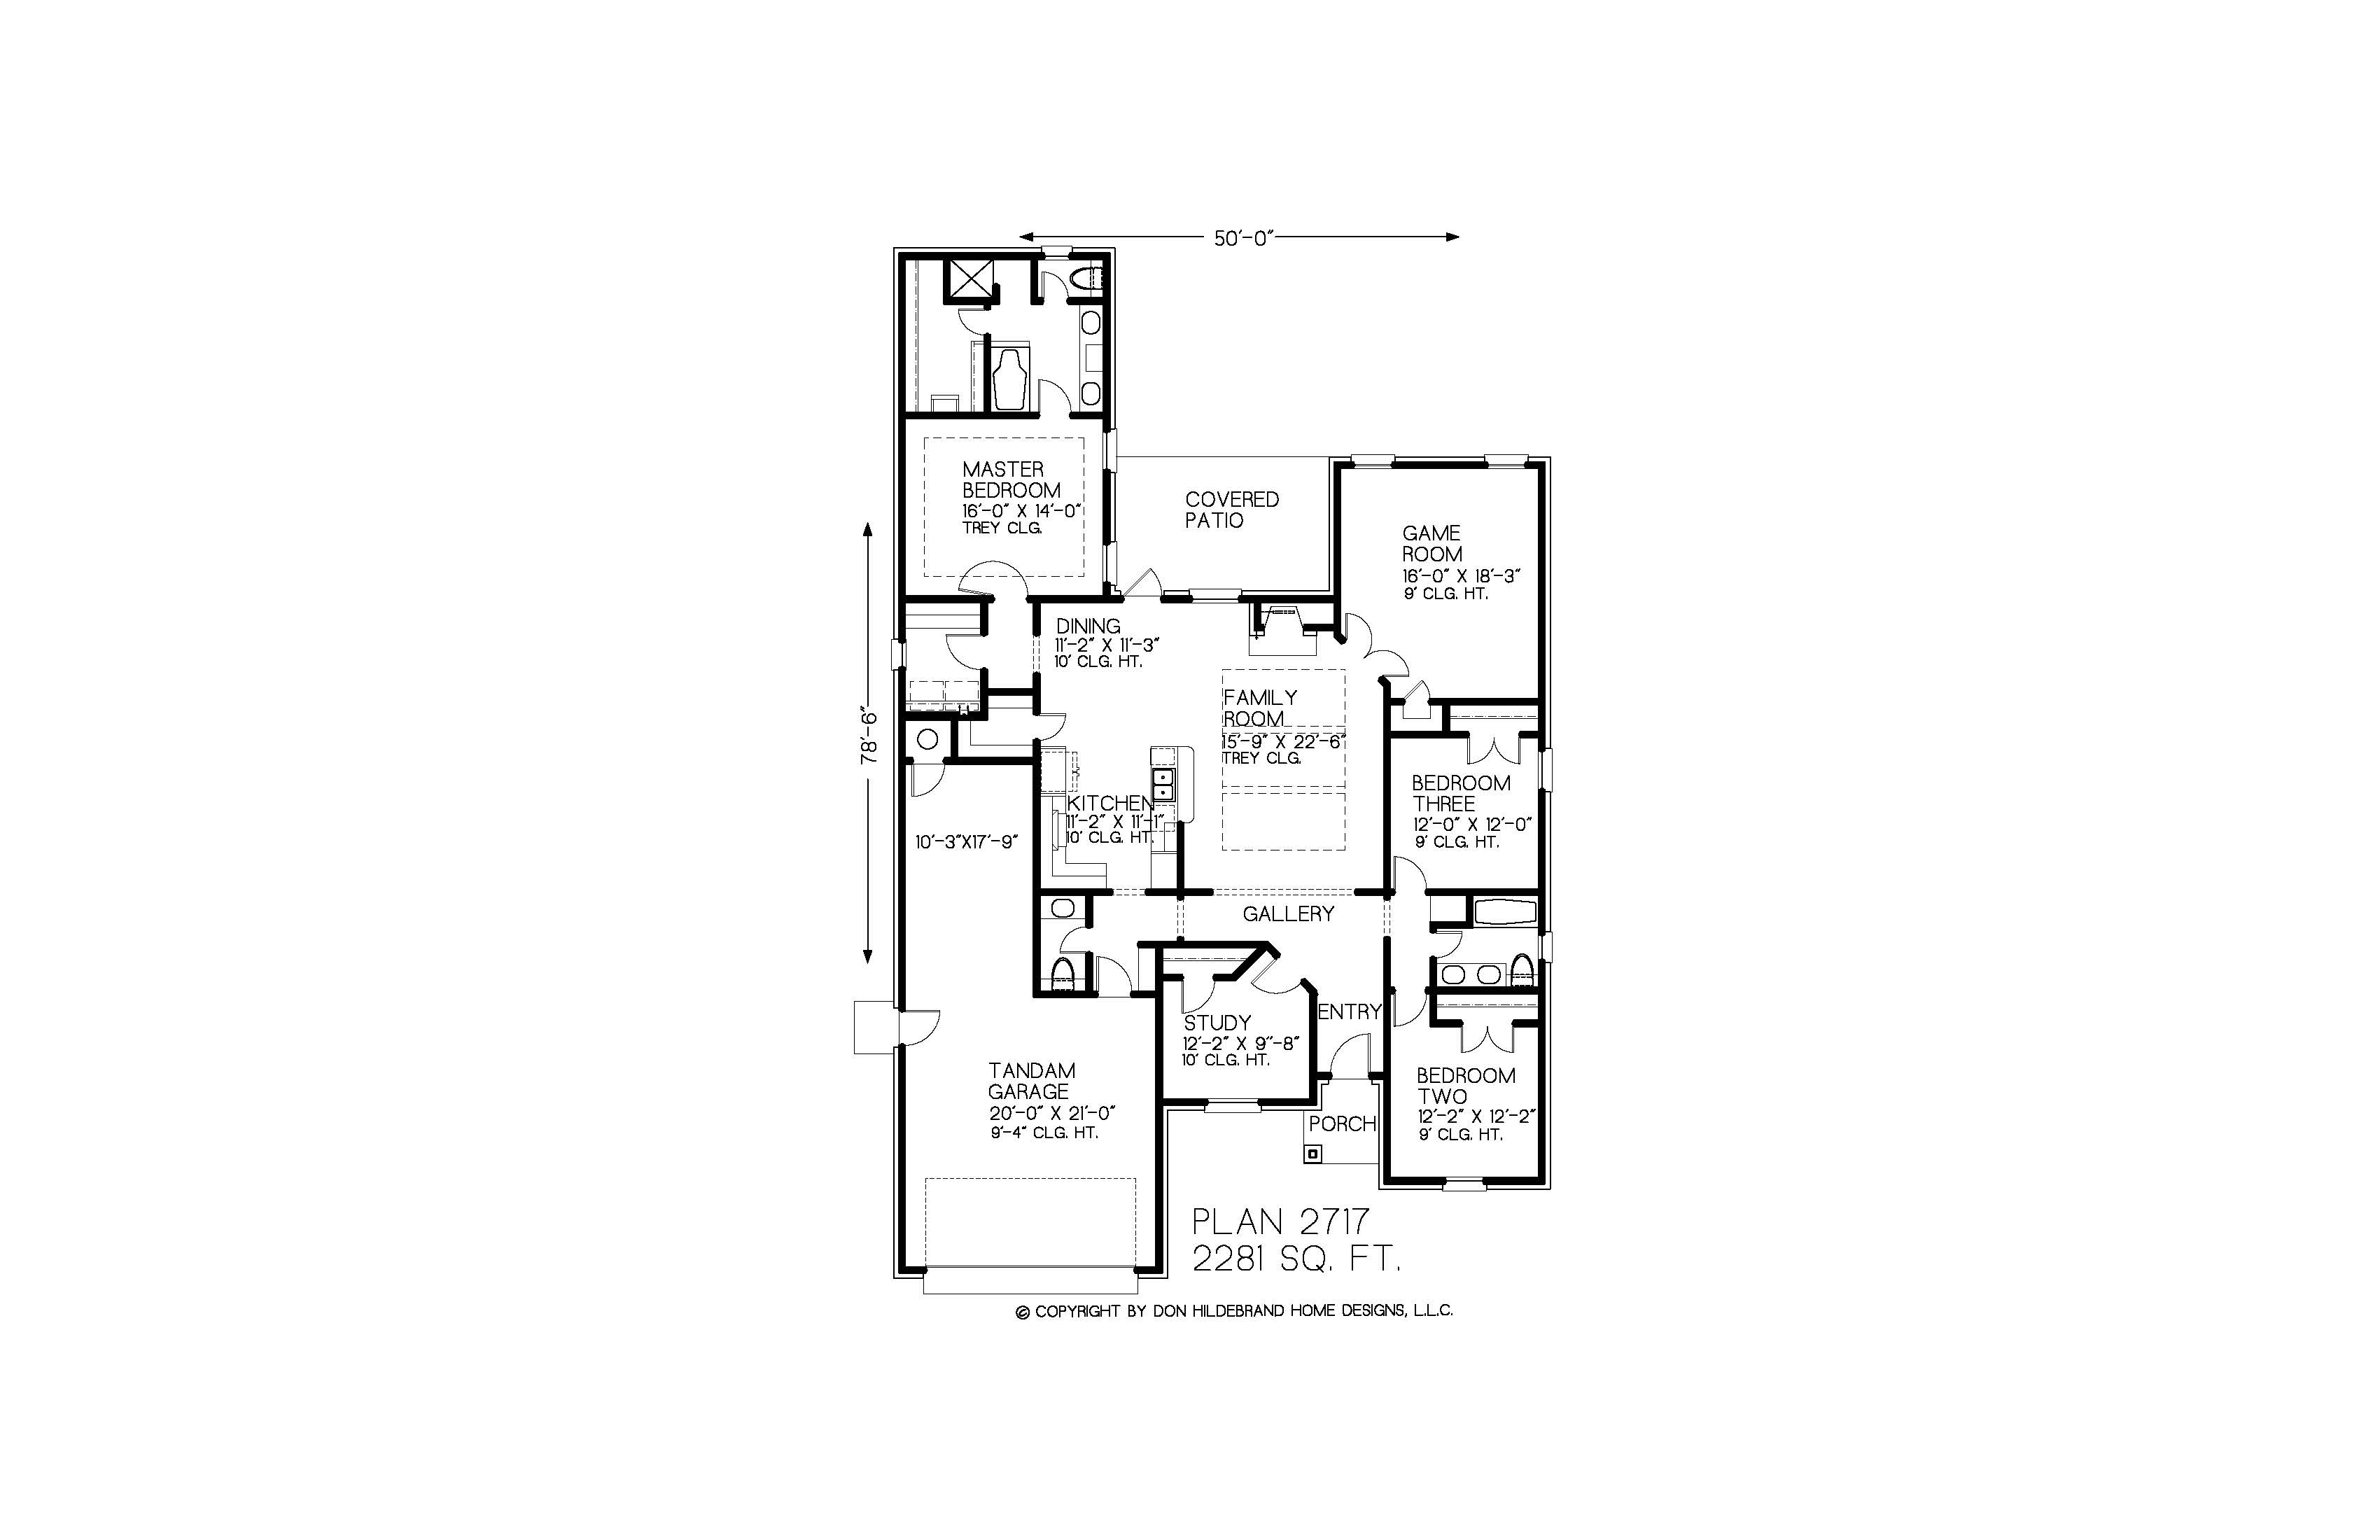 50'-0"
MASTER
BEDROOM
16'-0" X 14'-0"
TREY CLG.
COVERED
PATIO
GAME
ROOM
16'-0" X 18'-3"
9' CLG. HT.
DINING
11'-2" X 11'-3"
10' CLG. HT.
78'-6"
FAMILY
ROOM
15'-9" X 22'-6"
TREY CLG.
KITCHEN
11'-2" X 11'-1"
10' CLG. HT.
BEDROOM
THREE
12'-0" X 12'-0"
9' CLG. HT.
10'-3"X17'-9"
GALLERY
ENTRY
STUDY
12'-2" X 9"-8"
10' CLG. HT.
TANDAM
GARAGE
20'-0" X 21'-0"
9'-4" CLG. HT.
BEDROOM
TWO
12'-2" X 12'-2"
9' CLG. HT.
PORCH
PLAN 2717
2281 SQ. FT.
© COPYRIGHT BY DON HILDEBRAND HOME DESIGNS, L.L.C.